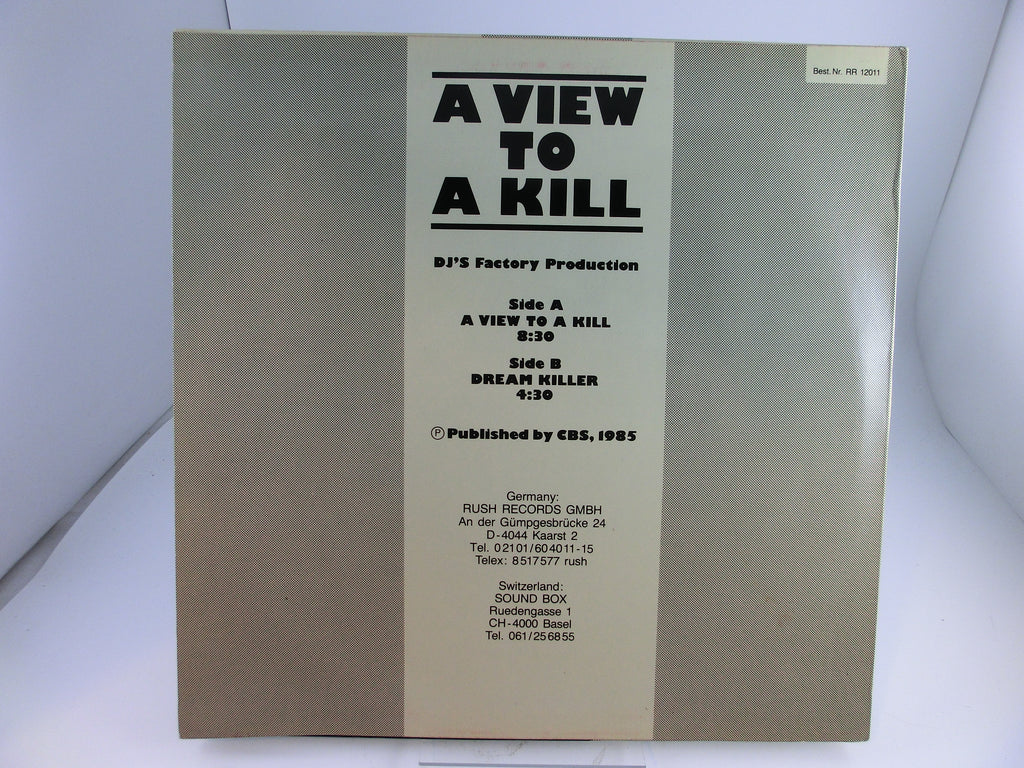 Best. Nr. RR 12011
A VIEW
TO
A KILL
DJ'S Factory Production
Side A
A VIEW TO A KILL
8:30
Side B
DREAM KILLER
4:30
Ⓟ Published by CBS, 1985
Germany:
RUSH RECORDS GMBH
An der Gümpgesbrücke 24
D-4044 Kaarst 2
Tel. 02101/604011-15
Telex: 8517577 rush
Switzerland:
SOUND BOX
Ruedengasse 1
CH-4000 Basel
Tel. 061/256855